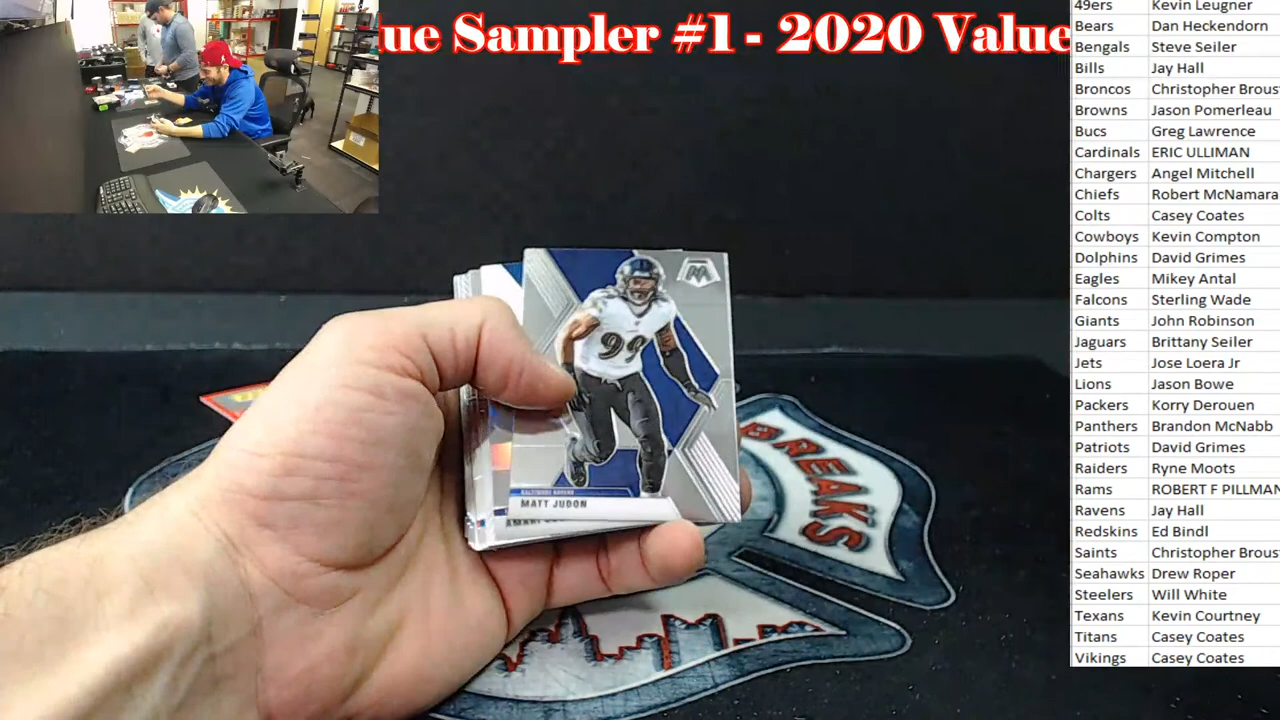 lue Sampler #1 - 2020 Value
49ers Kevin Leugner
Bears Dan Heckendorn
Bengals Steve Seiler
Bills Jay Hall
Broncos Christopher Brous
Browns Jason Pomerleau
Bucs Greg Lawrence
Cardinals ERIC ULLIMAN
Chargers Angel Mitchell
Chiefs Robert McNamara
Colts Casey Coates
Cowboys Kevin Compton
Dolphins David Grimes
Eagles Mikey Antal
Falcons Sterling Wade
Giants John Robinson
Jaguars Brittany Seiler
Jets Jose Loera Jr
Lions Jason Bowe
Packers Korry Derouen
Panthers Brandon McNabb
Patriots David Grimes
Raiders Ryne Moots
Rams ROBERT F PILLMAN
Ravens Jay Hall
Redskins Ed Bindl
Saints Christopher Brous
Seahawks Drew Roper
Steelers Will White
Texans Kevin Courtney
Titans Casey Coates
Vikings Casey Coates
99
BALTIMORE RAVENS
MATT JUDON
AMARI
BREAKS